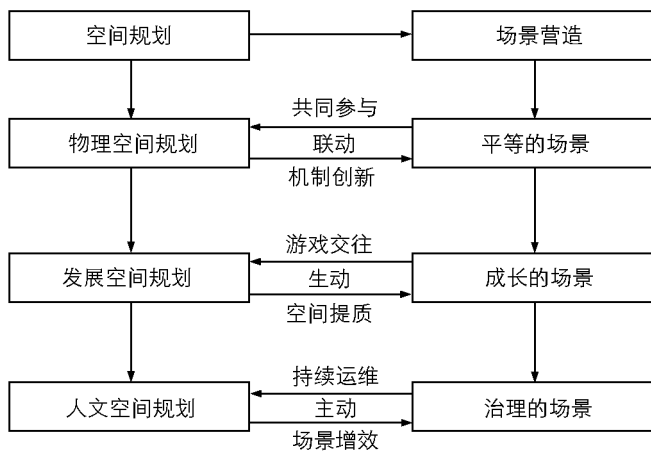 空间规划
场景营造
共同参与
物理空间规划
联动
平等的场景
机制创新
游戏交往
发展空间规划
生动
成长的场景
空间提质
持续运维
人文空间规划
主动
治理的场景
场景增效